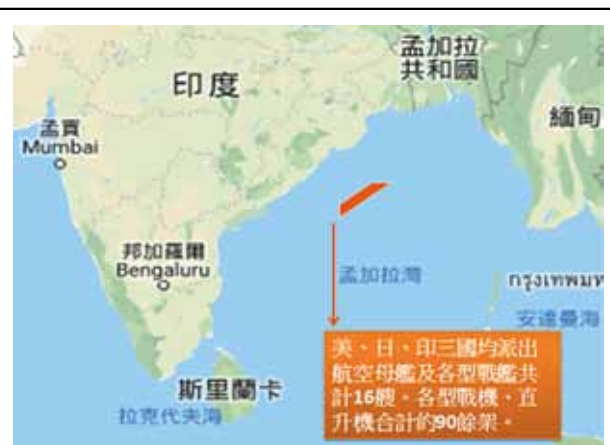 孟加拉
共和國
印度
緬甸
孟買
Mumbai
邦加羅爾
Bengaluru
孟加拉灣
กรุงเทพมห
安達曼海
斯里蘭卡
拉克代夫海
美、日、印三國均派出
航空母艦及各型戰艦共
計16艘。各型戰機、直
升機合計約90餘架。